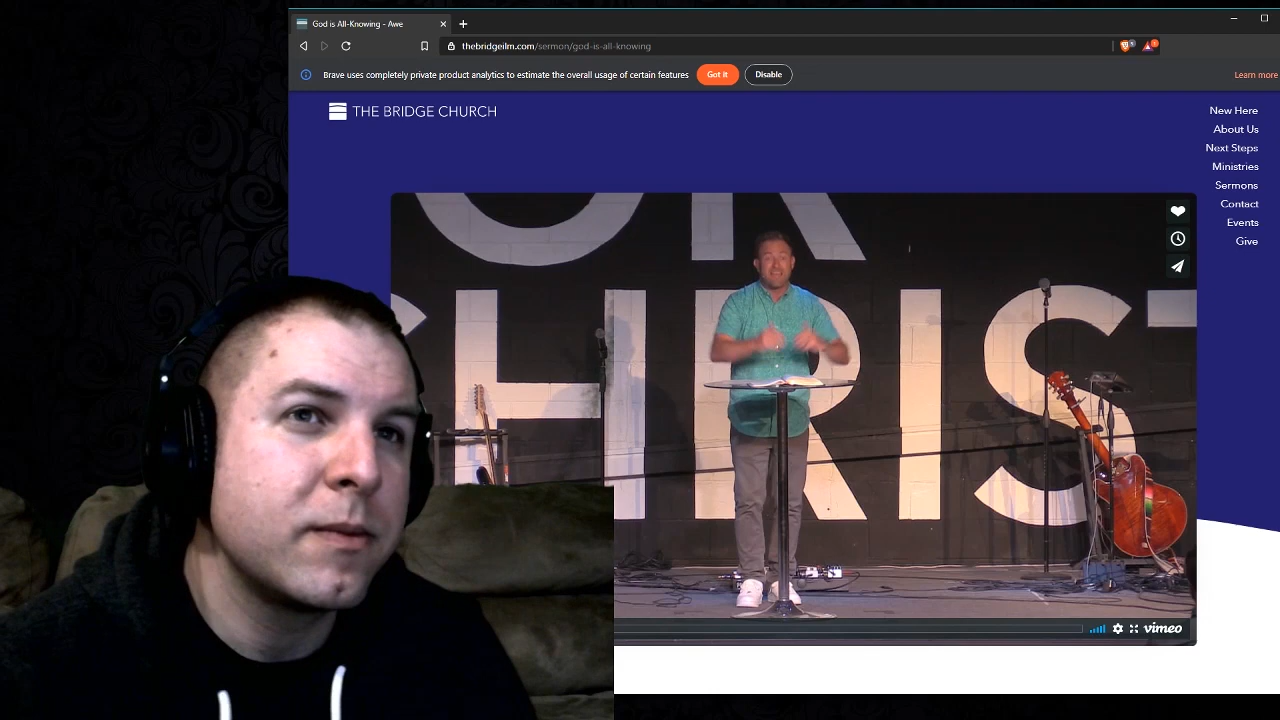 God is All-Knowing - Awe
thebridgeilm.com/sermon/god-is-all-knowing
Brave uses completely private product analytics to estimate the overall usage of certain features
Got it
Disable
Learn more
THE BRIDGE CHURCH
New Here
About Us
Next Steps
Ministries
Sermons
Contact
Events
Give
OR
CHRIST
vimeo